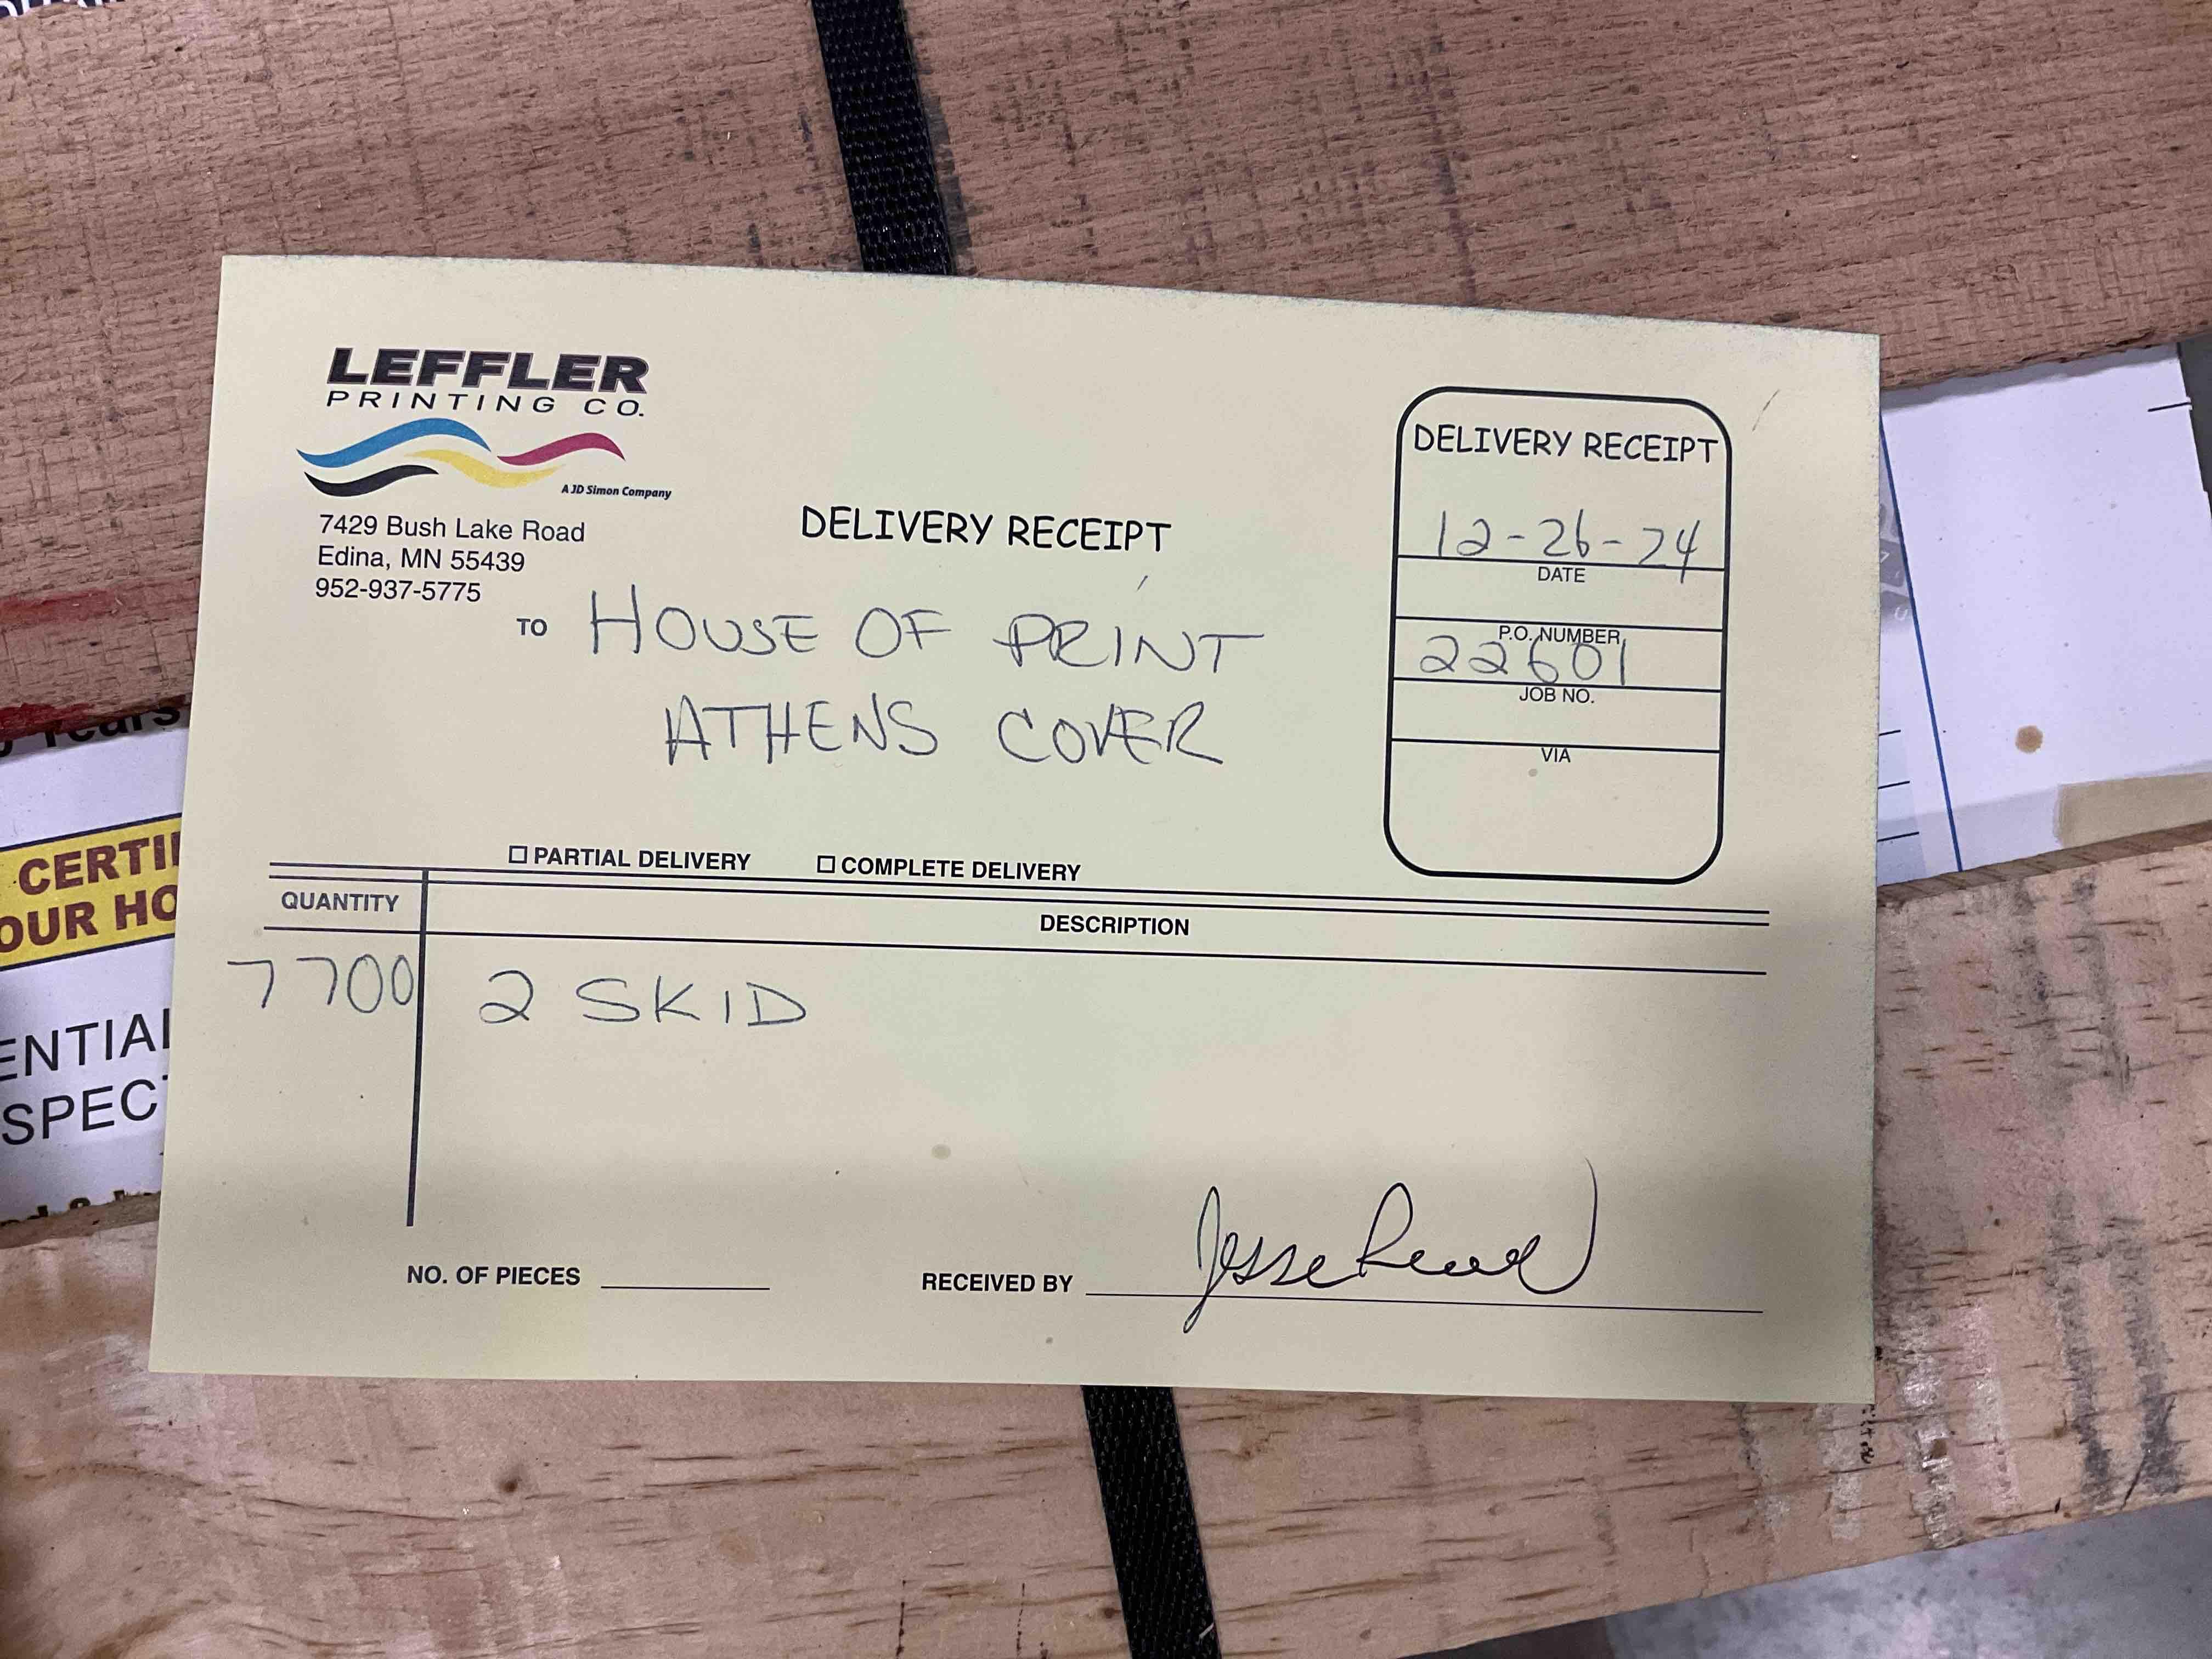 LEFFLER
PRINTING CO.
A JD Simon Company
7429 Bush Lake Road
Edina, MN 55439
952-937-5775
DELIVERY RECEIPT
TO HOUSE OF PRINT
ATHENS COVER
DELIVERY RECEIPT
12-26-24
DATE
P.O. NUMBER
22601
JOB NO.
VIA
PARTIAL DELIVERY COMPLETE DELIVERY
QUANTITY DESCRIPTION
7700 2 SKID
NO. OF PIECES RECEIVED BY Jesse
CERTI
OUR HO
ENTIAL
SPEC